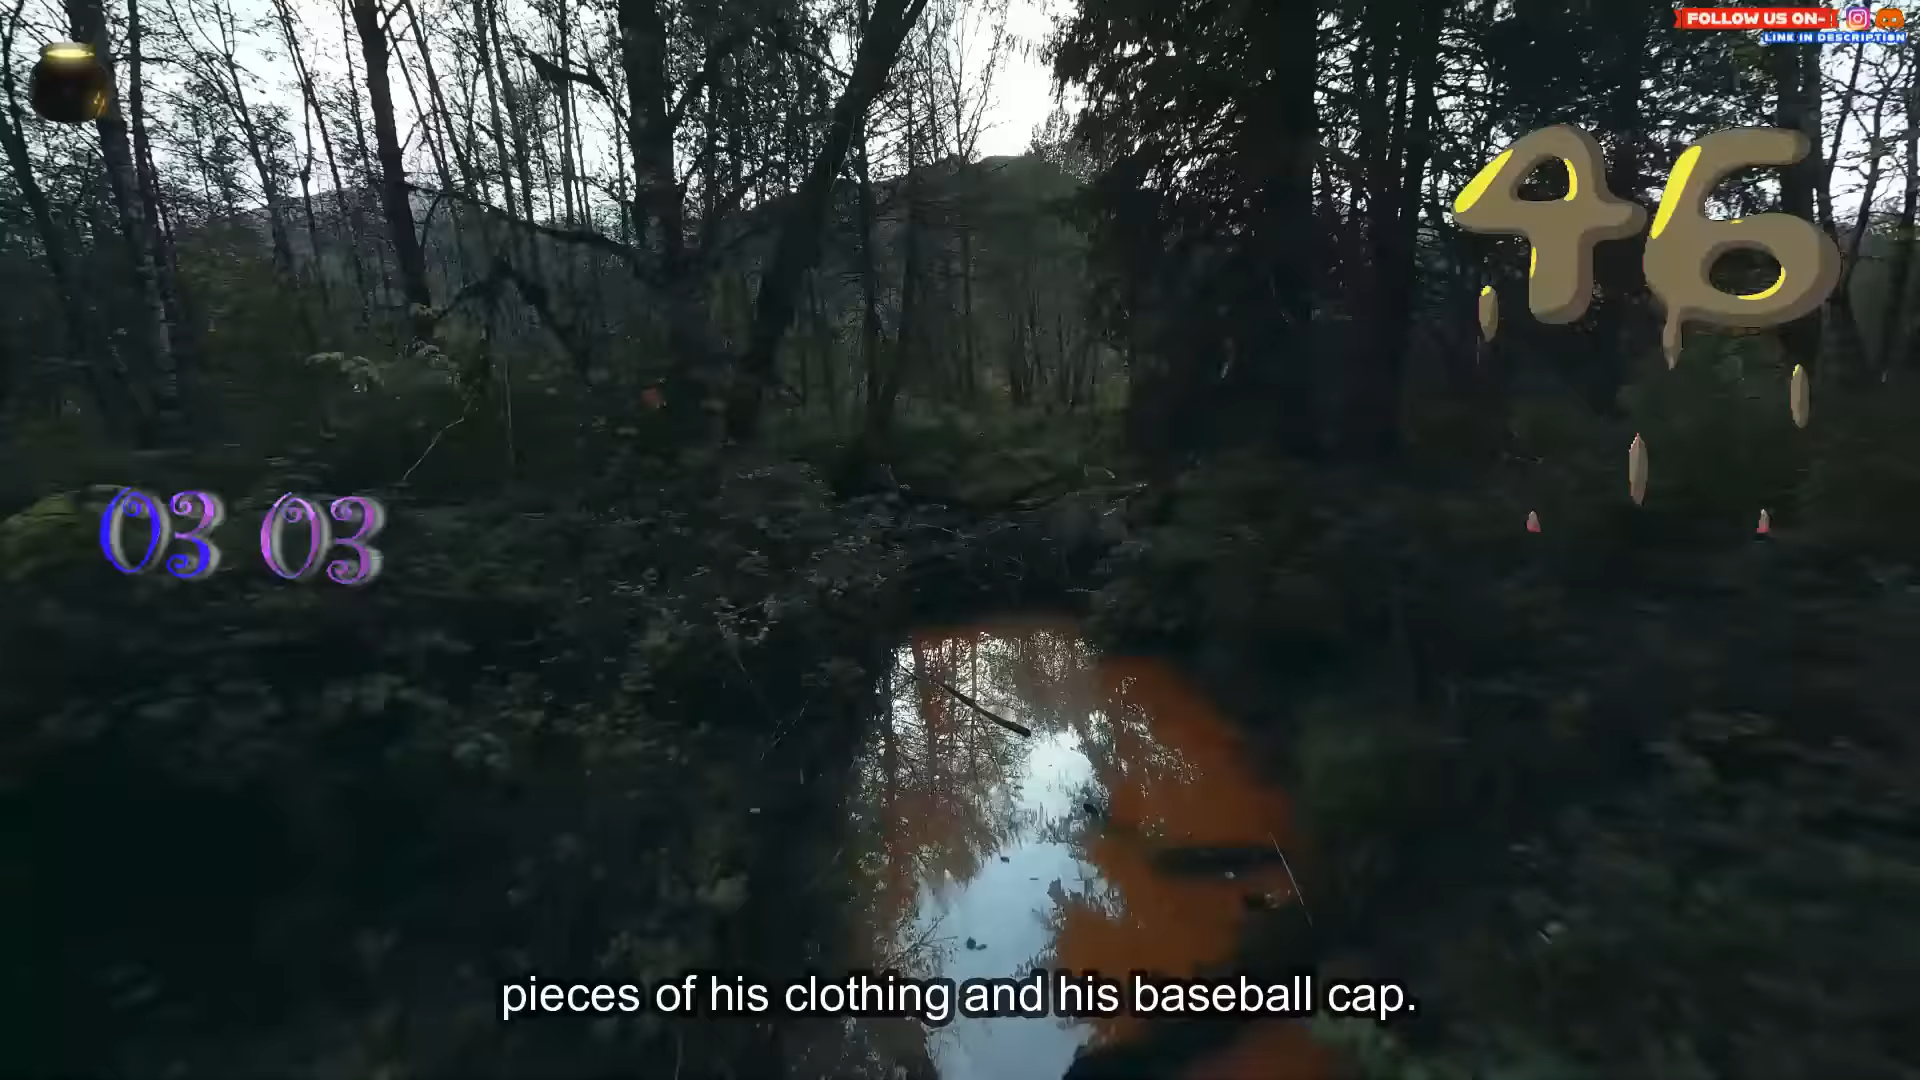 FOLLOW US ON-
LINK IN DESCRIPTION
46
03 03
pieces of his clothing and his baseball cap.